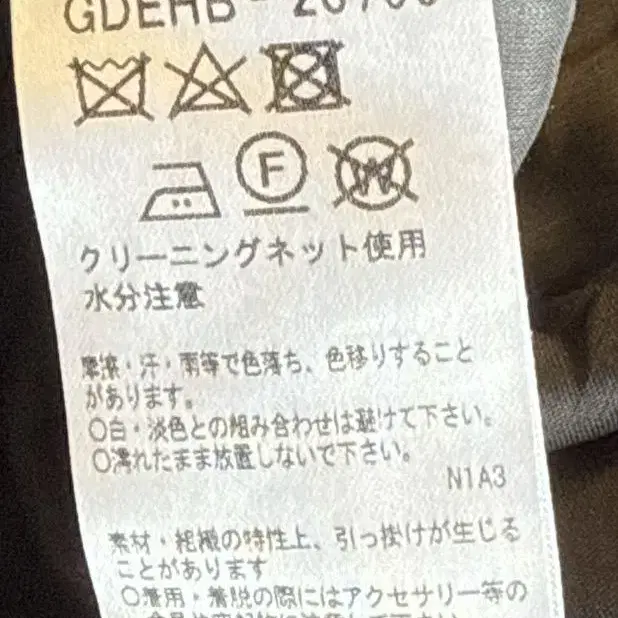 F
W
クリーニングネット使用
水分注意
摩擦・汗・雨等で色落ち、色移りすること
があります。
〇白・淡色との組み合わせは避けて下さい。
〇濡れたまま放置しないで下さい。
N1A3
素材・組織の特性上、引っ掛けが生じる
ことがあります
〇着用・着脱の際にはアクセサリー等の